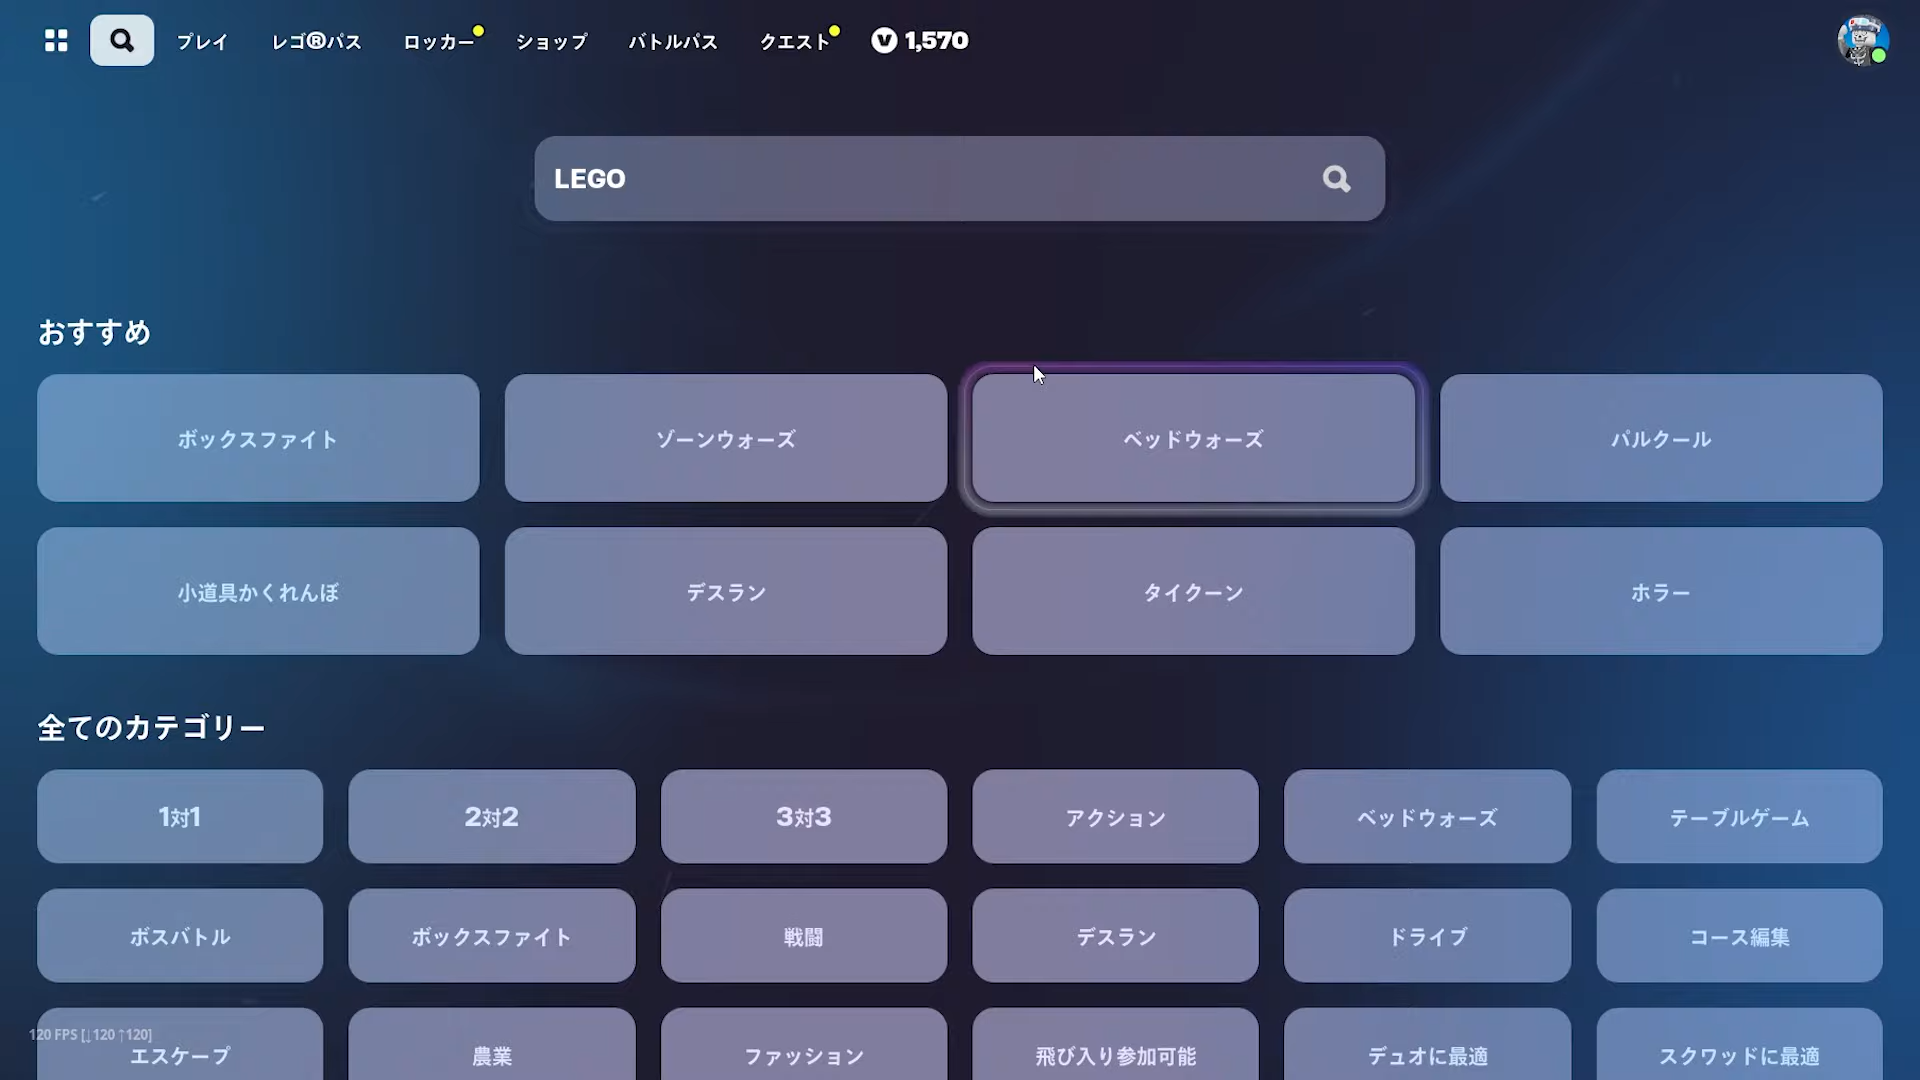 プレイ レゴ®パス ロッカー ショップ バトルパス クエスト V 1,570
LEGO
おすすめ
ボックスファイト ゾーンウォーズ ベッドウォーズ パルクール
小道具かくれんぼ デスラン タイクーン ホラー
全てのカテゴリー
1対1 2対2 3対3 アクション ベッドウォーズ テーブルゲーム
ボスバトル ボックスファイト 戦闘 デスラン ドライブ コース編集
120 FPS [↓120 ↑120]
エスケープ 農業 ファッション 飛び入り参加可能 デュオに最適 スクワッドに最適